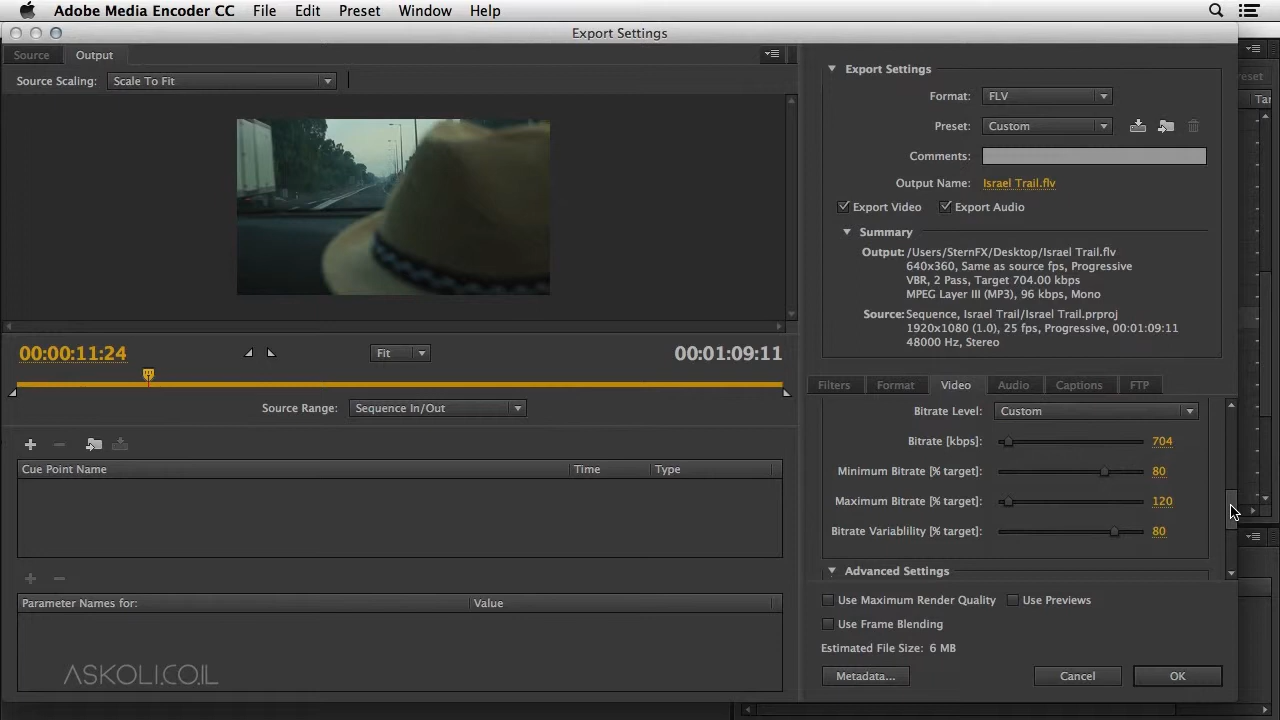 Adobe Media Encoder CC File Edit Preset Window Help
Export Settings
Source Output
Source Scaling: Scale To Fit
00:00:11:24 Fit 00:01:09:11
Source Range: Sequence In/Out
Cue Point Name Time Type
Parameter Names for: Value
ASKOLI.CO.IL
Export Settings
Format: FLV
Preset: Custom
Comments:
Output Name: Israel Trail.flv
Export Video Export Audio
Summary
Output: /Users/SternFX/Desktop/Israel Trail.flv
640x360, Same as source fps, Progressive
VBR, 2 Pass, Target 704.00 kbps
MPEG Layer III (MP3), 96 kbps, Mono
Source: Sequence, Israel Trail/Israel Trail.prproj
1920x1080 (1.0), 25 fps, Progressive, 00:01:09:11
48000 Hz, Stereo
Filters Format Video Audio Captions FTP
Bitrate Level: Custom
Bitrate [kbps]: 704
Minimum Bitrate [% target]: 80
Maximum Bitrate [% target]: 120
Bitrate Variablility [% target]: 80
Advanced Settings
Use Maximum Render Quality Use Previews
Use Frame Blending
Estimated File Size: 6 MB
Metadata... Cancel OK